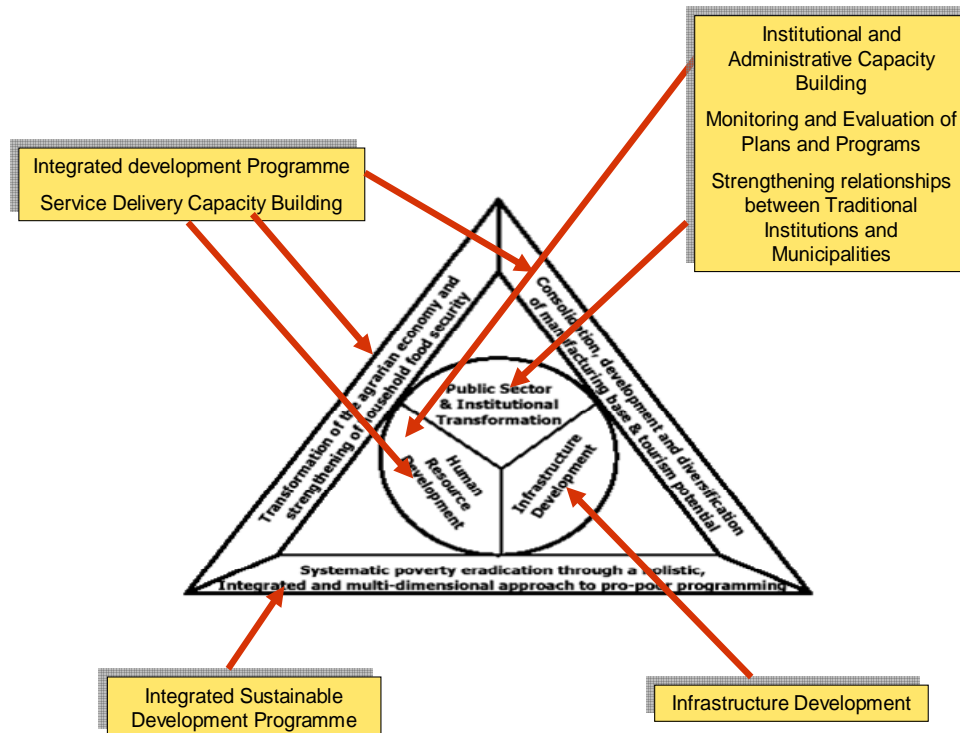 Institutional and
Administrative Capacity
Building
Monitoring and Evaluation of
Plans and Programs
Strengthening relationships
between Traditional
Institutions and
Municipalities
Integrated development Programme
Service Delivery Capacity Building
Transformation of the agrarian economy and
strengthening of household food security
Consolidation, development and diversification
of manufacturing base & tourism potential
Public Sector
& Institutional
Transformation
Human
Resource
Development
Infrastructure
Development
Systematic poverty eradication through a holistic,
Integrated and multi-dimensional approach to pro-poor programming
Integrated Sustainable
Development Programme
Infrastructure Development